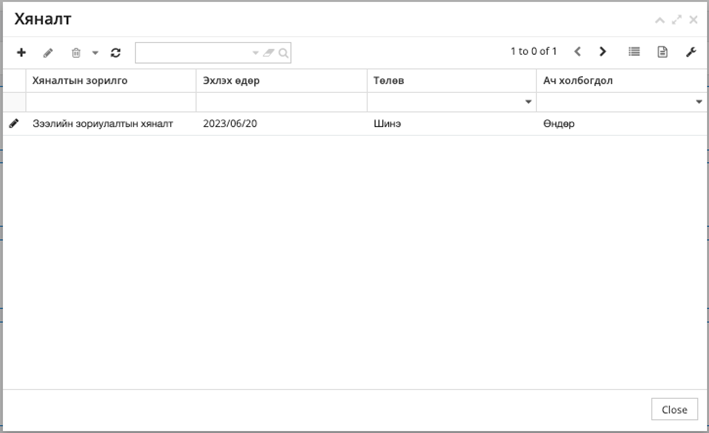 Хяналт
1 to 0 of 1
Хяналтын зорилго Эхлэх өдөр Төлөв Ач холбогдол
Зээлийн зориулалтын хяналт 2023/06/20 Шинэ Өндөр
Close